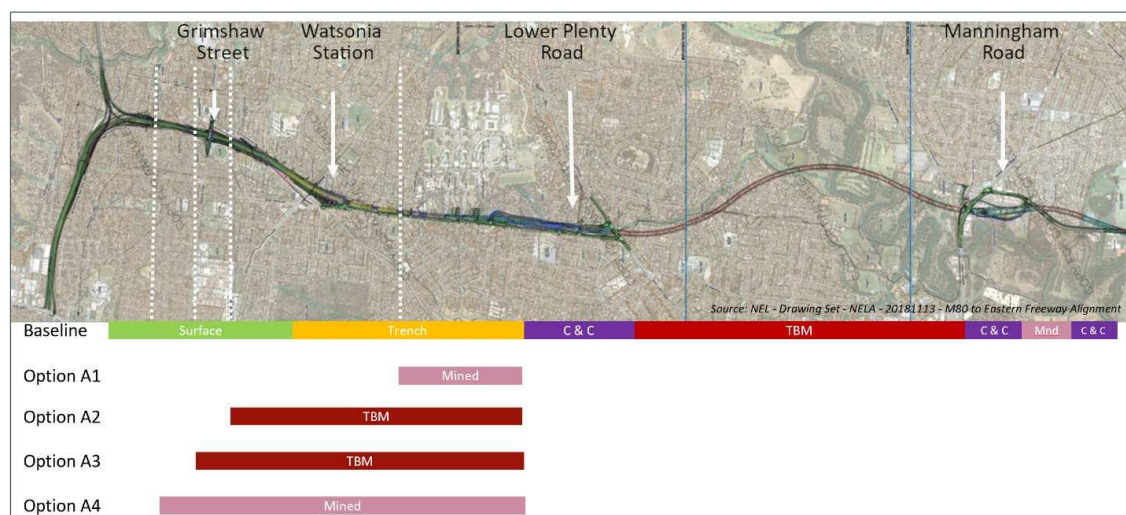 Grimshaw
Street
Watsonia
Station
Lower Plenty
Road
Manningham
Road
Source: NEL - Drawing Set - NELA - 20181113 - M80 to Eastern Freeway Alignment
Baseline
Surface
Trench
C & C
TBM
C & C
Mnd
C & C
Option A1
Mined
Option A2
TBM
Option A3
TBM
Option A4
Mined